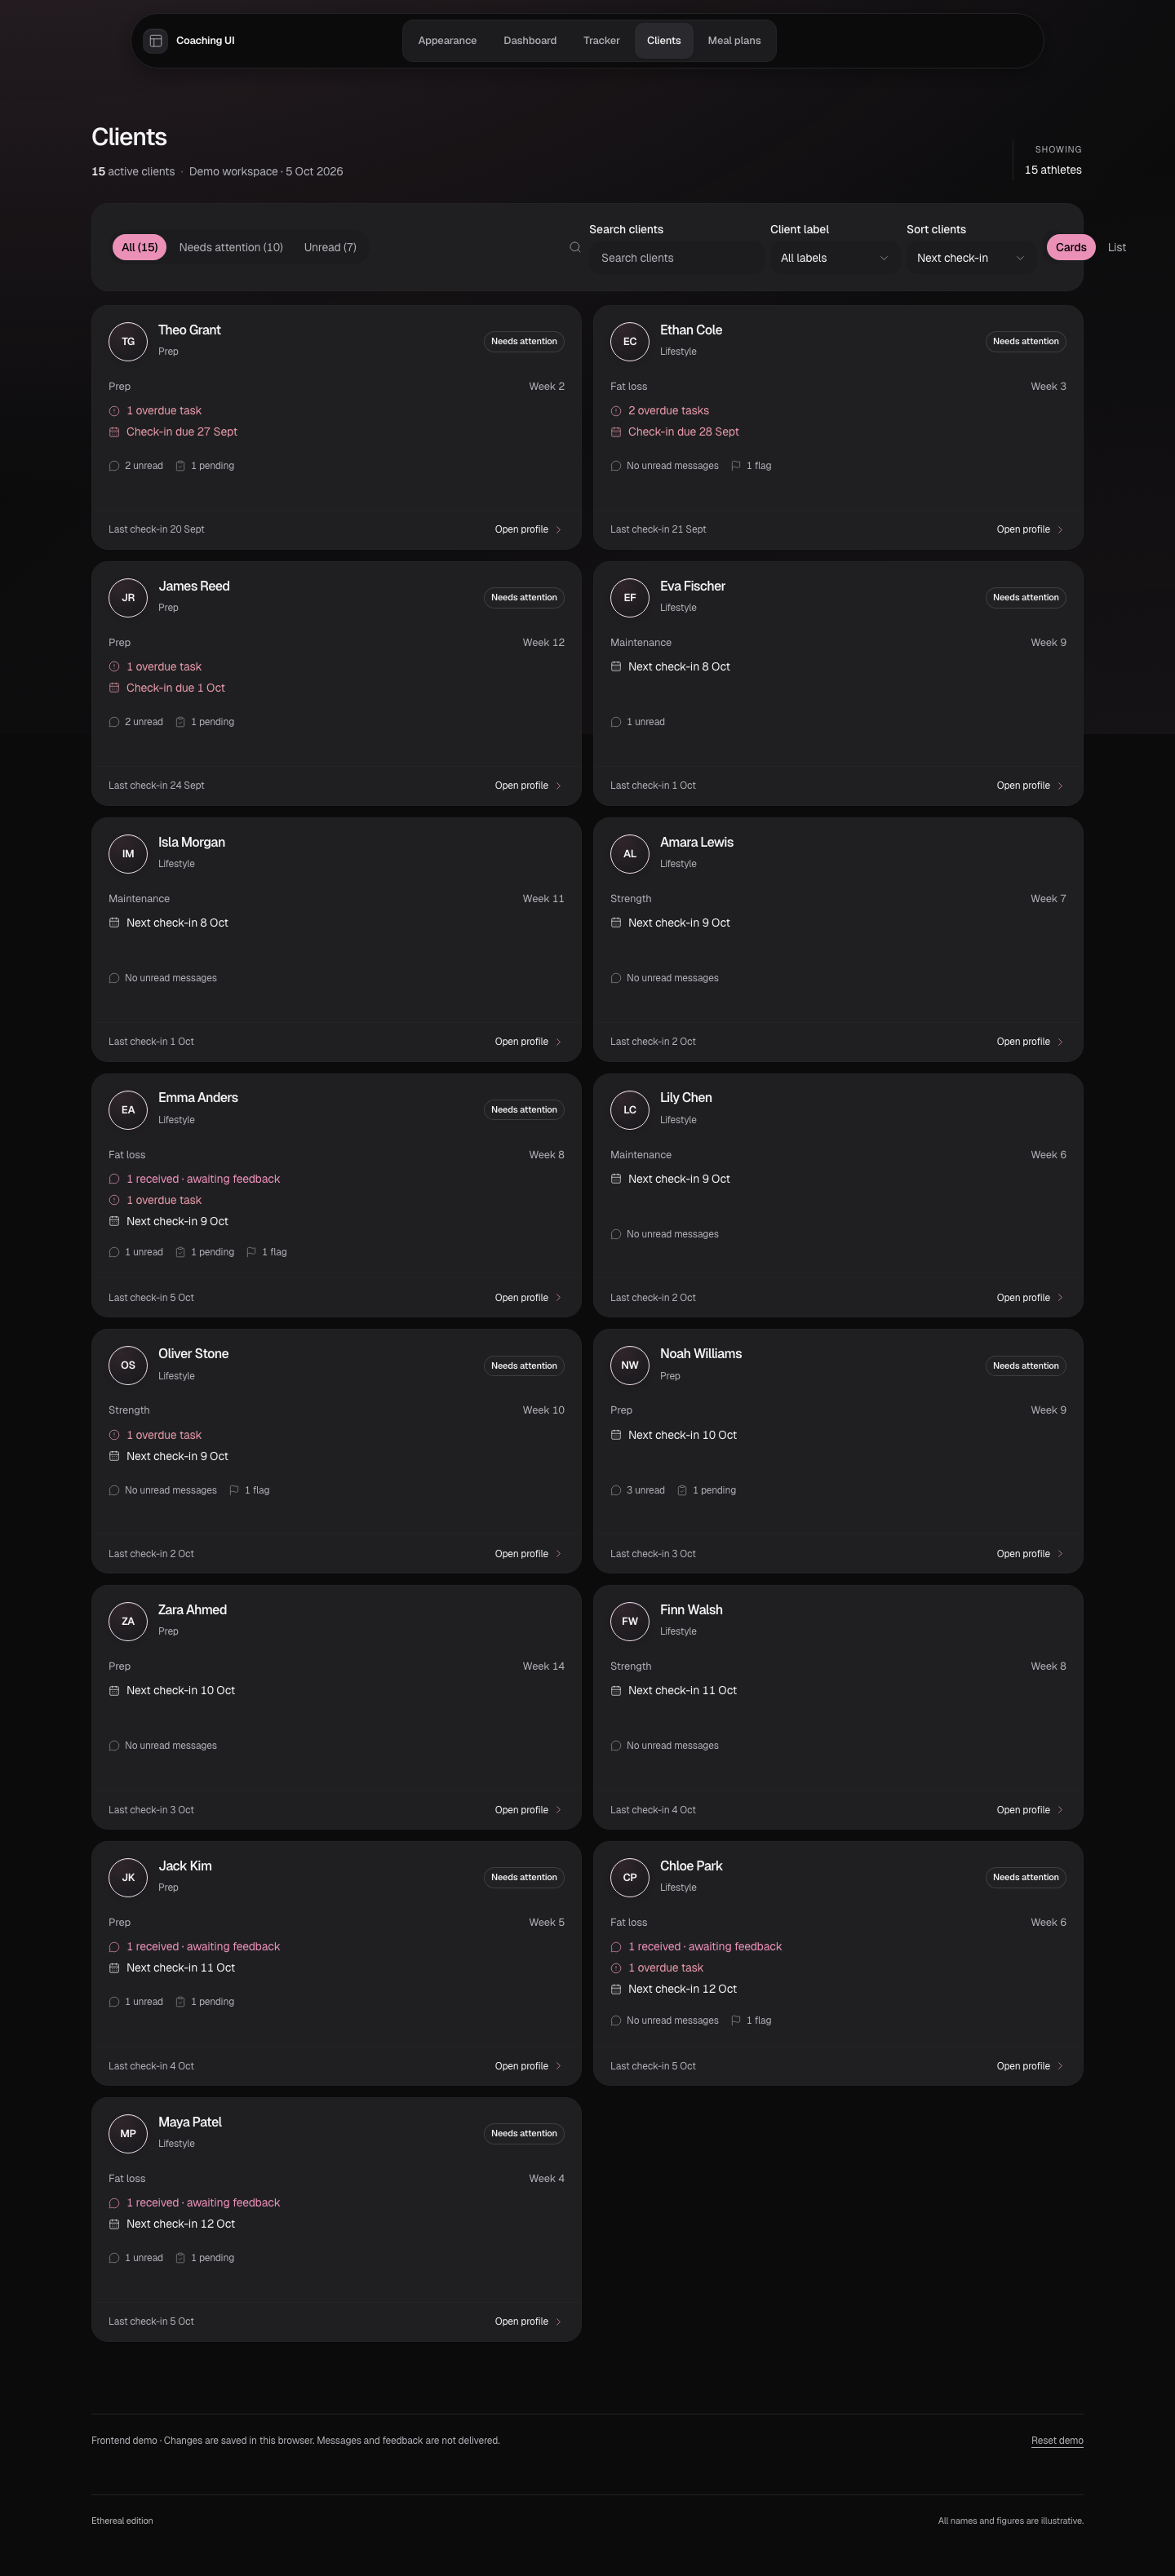 Coaching UI
Appearance Dashboard Tracker Clients Meal plans
Clients
15 active clients · Demo workspace · 5 Oct 2026
SHOWING
15 athletes
All (15) Needs attention (10) Unread (7)
Search clients
Search clients
Client label
All labels
Sort clients
Next check-in
Cards List
TG
Theo Grant
Prep
Needs attention
Prep Week 2
1 overdue task
Check-in due 27 Sept
2 unread 1 pending
Last check-in 20 Sept Open profile
EC
Ethan Cole
Lifestyle
Needs attention
Fat loss Week 3
2 overdue tasks
Check-in due 28 Sept
No unread messages 1 flag
Last check-in 21 Sept Open profile
JR
James Reed
Prep
Needs attention
Prep Week 12
1 overdue task
Check-in due 1 Oct
2 unread 1 pending
Last check-in 24 Sept Open profile
EF
Eva Fischer
Lifestyle
Needs attention
Maintenance Week 9
Next check-in 8 Oct
1 unread
Last check-in 1 Oct Open profile
IM
Isla Morgan
Lifestyle
Maintenance Week 11
Next check-in 8 Oct
No unread messages
Last check-in 1 Oct Open profile
AL
Amara Lewis
Lifestyle
Strength Week 7
Next check-in 9 Oct
No unread messages
Last check-in 2 Oct Open profile
EA
Emma Anders
Lifestyle
Needs attention
Fat loss Week 8
1 received · awaiting feedback
1 overdue task
Next check-in 9 Oct
1 unread 1 pending 1 flag
Last check-in 5 Oct Open profile
LC
Lily Chen
Lifestyle
Maintenance Week 6
Next check-in 9 Oct
No unread messages
Last check-in 2 Oct Open profile
OS
Oliver Stone
Lifestyle
Needs attention
Strength Week 10
1 overdue task
Next check-in 9 Oct
No unread messages 1 flag
Last check-in 2 Oct Open profile
NW
Noah Williams
Prep
Needs attention
Prep Week 9
Next check-in 10 Oct
3 unread 1 pending
Last check-in 3 Oct Open profile
ZA
Zara Ahmed
Prep
Prep Week 14
Next check-in 10 Oct
No unread messages
Last check-in 3 Oct Open profile
FW
Finn Walsh
Lifestyle
Strength Week 8
Next check-in 11 Oct
No unread messages
Last check-in 4 Oct Open profile
JK
Jack Kim
Prep
Needs attention
Prep Week 5
1 received · awaiting feedback
Next check-in 11 Oct
1 unread 1 pending
Last check-in 4 Oct Open profile
CP
Chloe Park
Lifestyle
Needs attention
Fat loss Week 6
1 received · awaiting feedback
1 overdue task
Next check-in 12 Oct
No unread messages 1 flag
Last check-in 5 Oct Open profile
MP
Maya Patel
Lifestyle
Needs attention
Fat loss Week 4
1 received · awaiting feedback
Next check-in 12 Oct
1 unread 1 pending
Last check-in 5 Oct Open profile
Frontend demo · Changes are saved in this browser. Messages and feedback are not delivered. Reset demo
Ethereal edition All names and figures are illustrative.